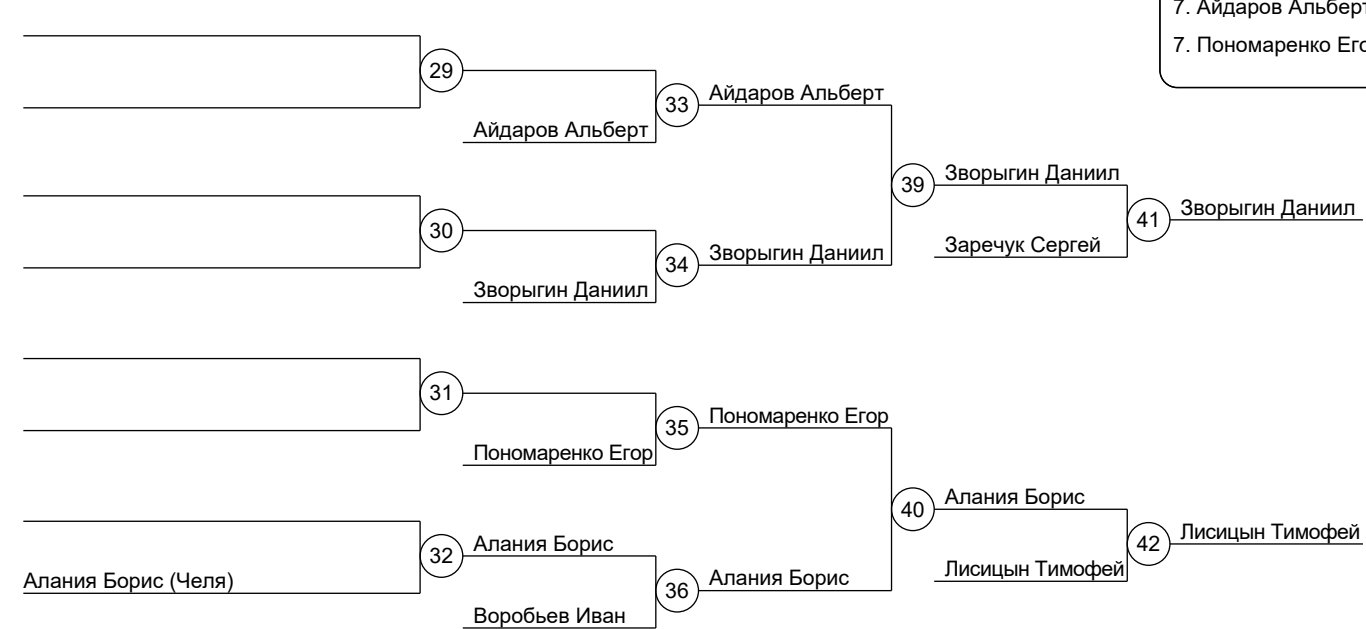 7. Айдаров Альберт
7. Пономаренко Его
29
33
Айдаров Альберт
Айдаров Альберт
39
Зворыгин Даниил
30
34
Зворыгин Даниил
Зворыгин Даниил
Заречук Сергей
41
Зворыгин Даниил
31
35
Пономаренко Егор
Пономаренко Егор
40
Алания Борис
32
Алания Борис
Алания Борис (Челя)
36
Алания Борис
Воробьев Иван
Лисицын Тимофей
42
Лисицын Тимофей